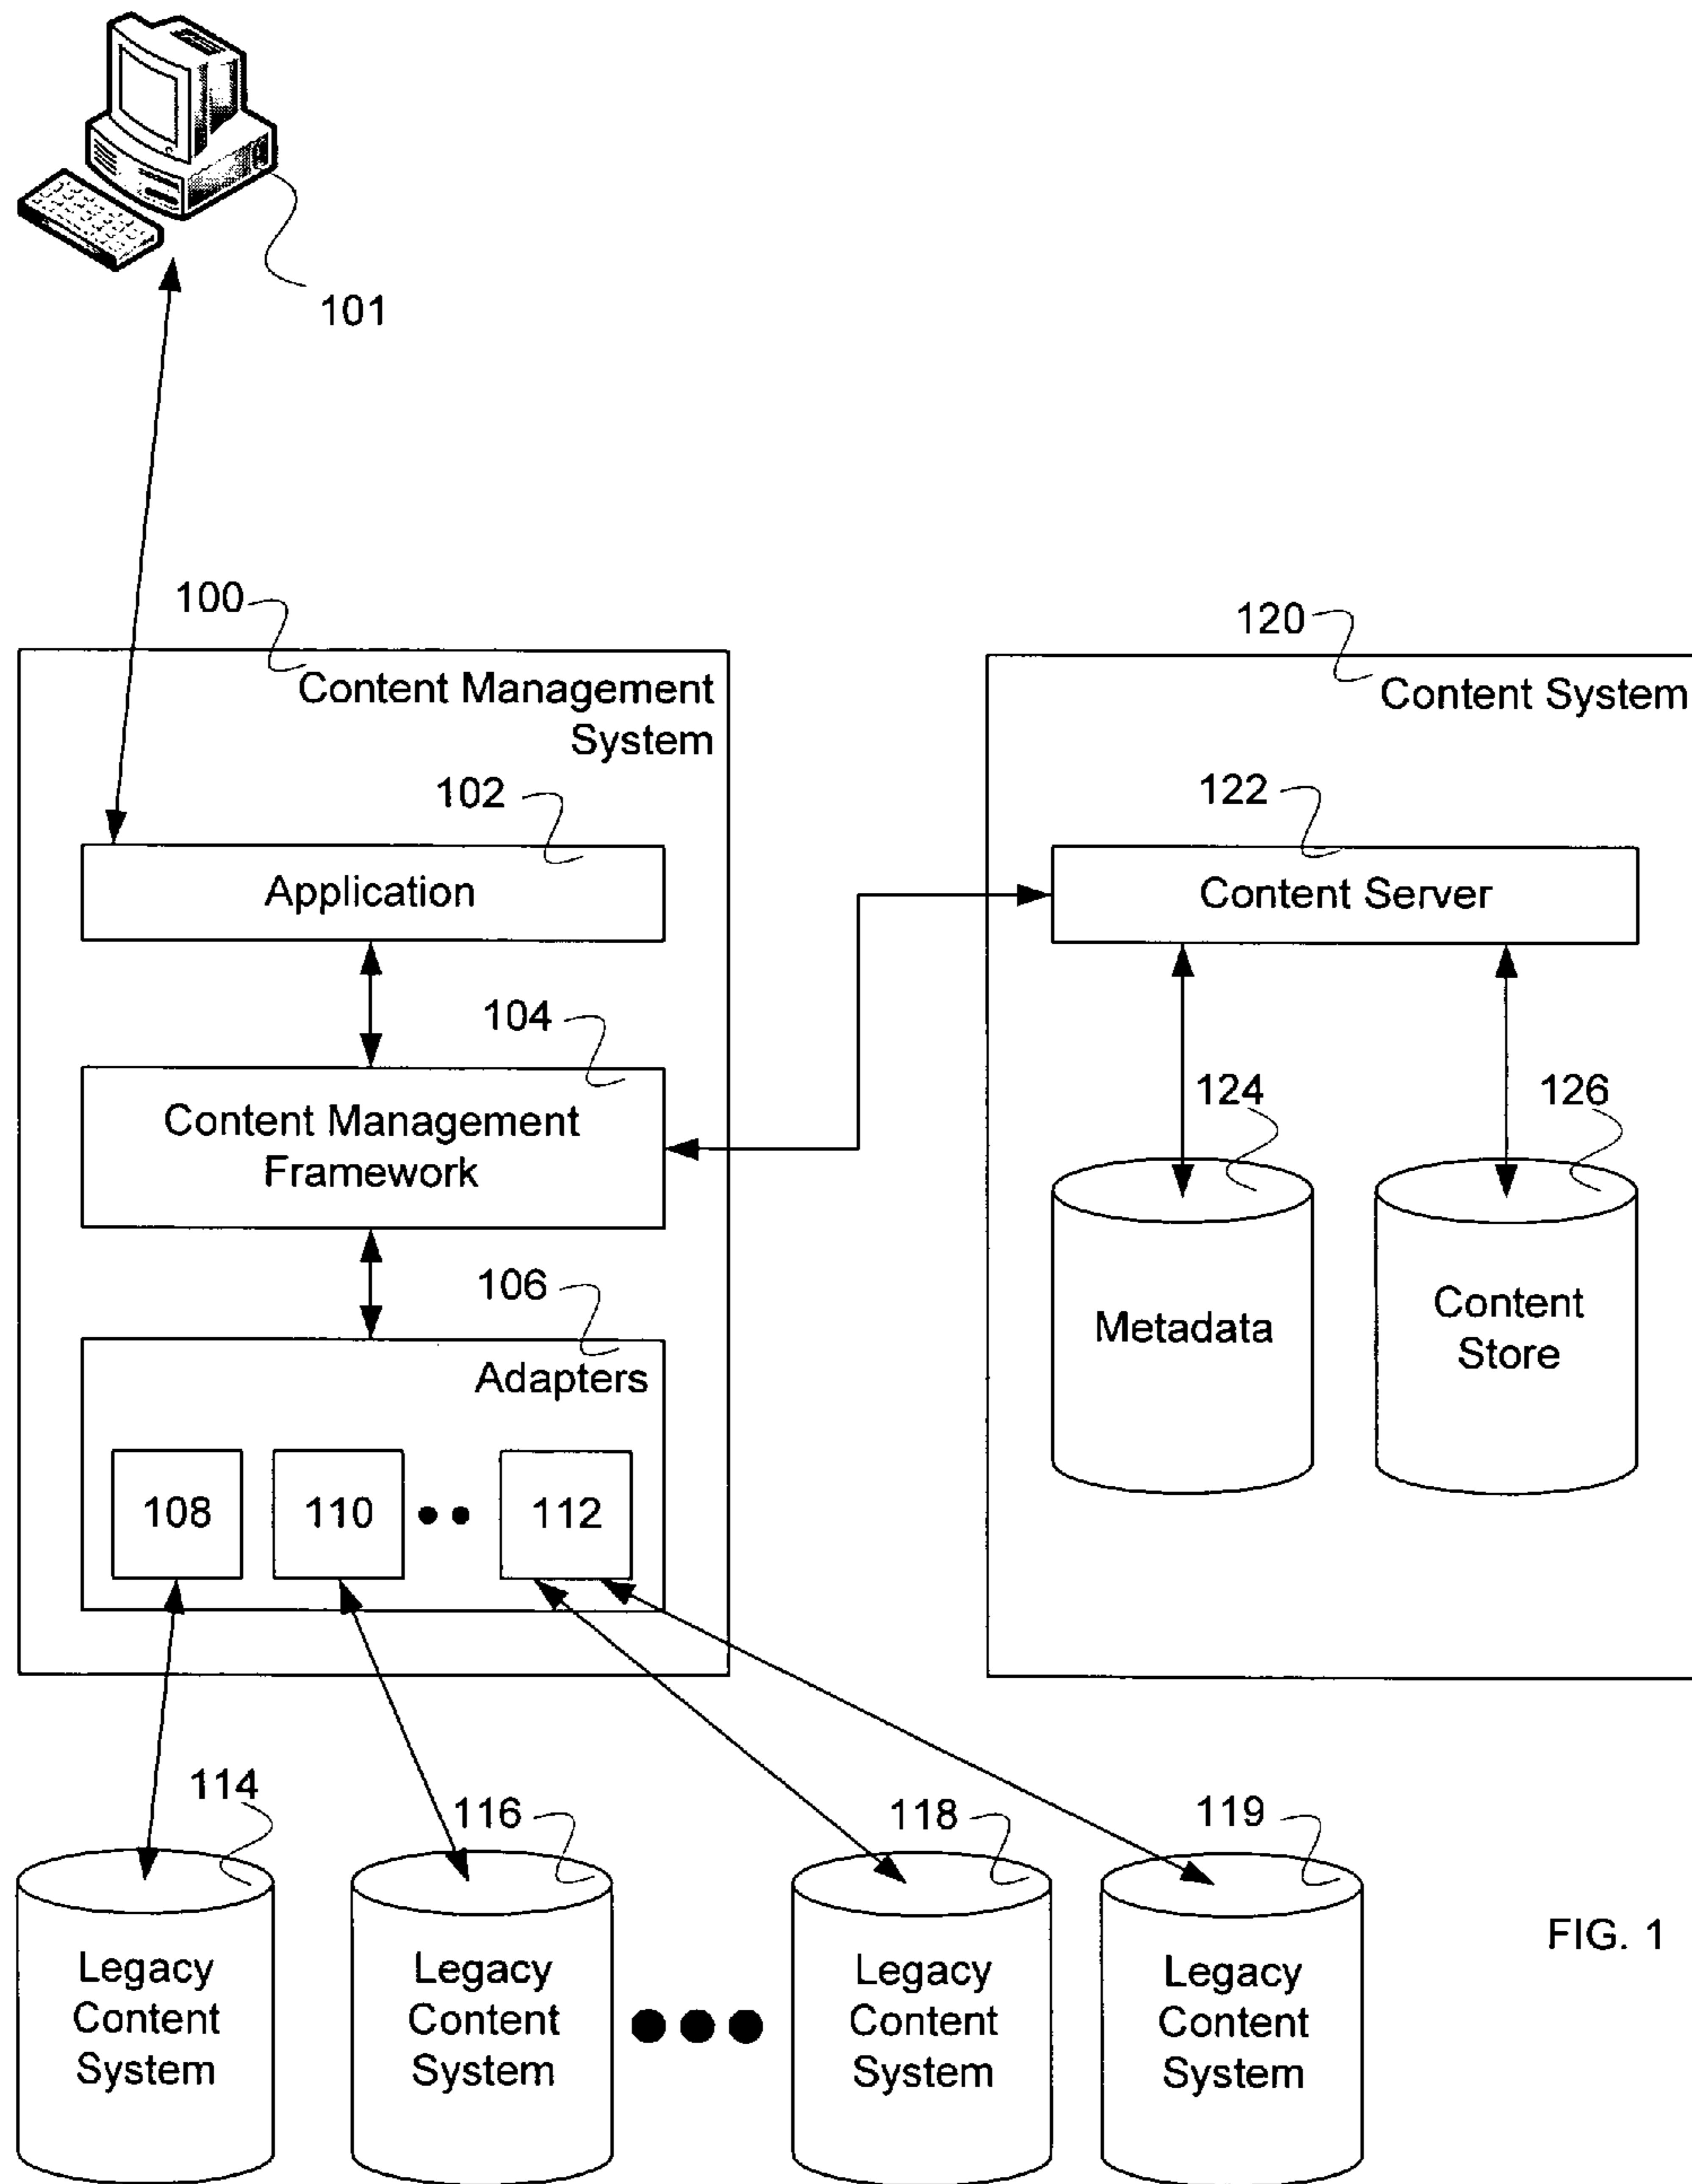 101
100
Content Management
System
120
Content System
102
Application
122
Content Server
104
Content Management
Framework
124
126
106
Adapters
Metadata
Content
Store
108
110
112
114
116
118
119
Legacy
Content
System
Legacy
Content
System
Legacy
Content
System
Legacy
Content
System
FIG. 1